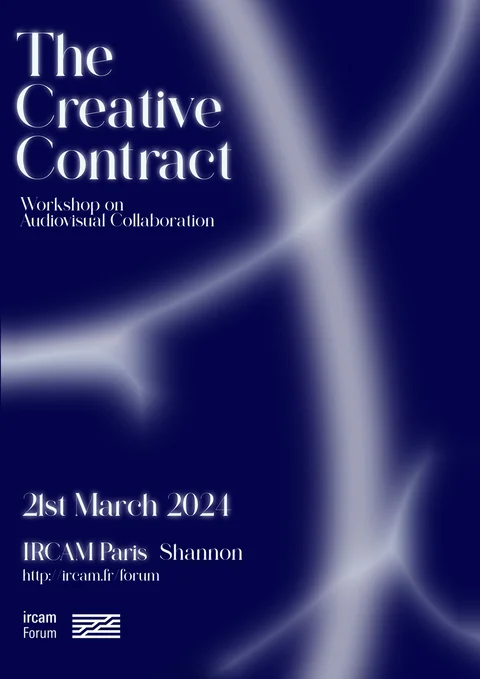 The
Creative
Contract
Workshop on
Audiovisual Collaboration
21st March 2024
IRCAM Paris Shannon
http://ircam.fr/forum
ircam
Forum